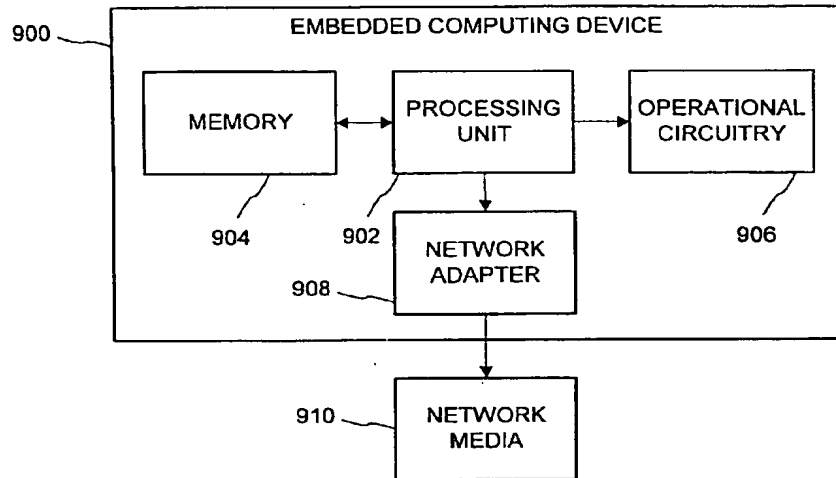 EMBEDDED COMPUTING DEVICE
900
MEMORY
PROCESSING
UNIT
OPERATIONAL
CIRCUITRY
904
902
906
NETWORK
ADAPTER
908
910
NETWORK
MEDIA